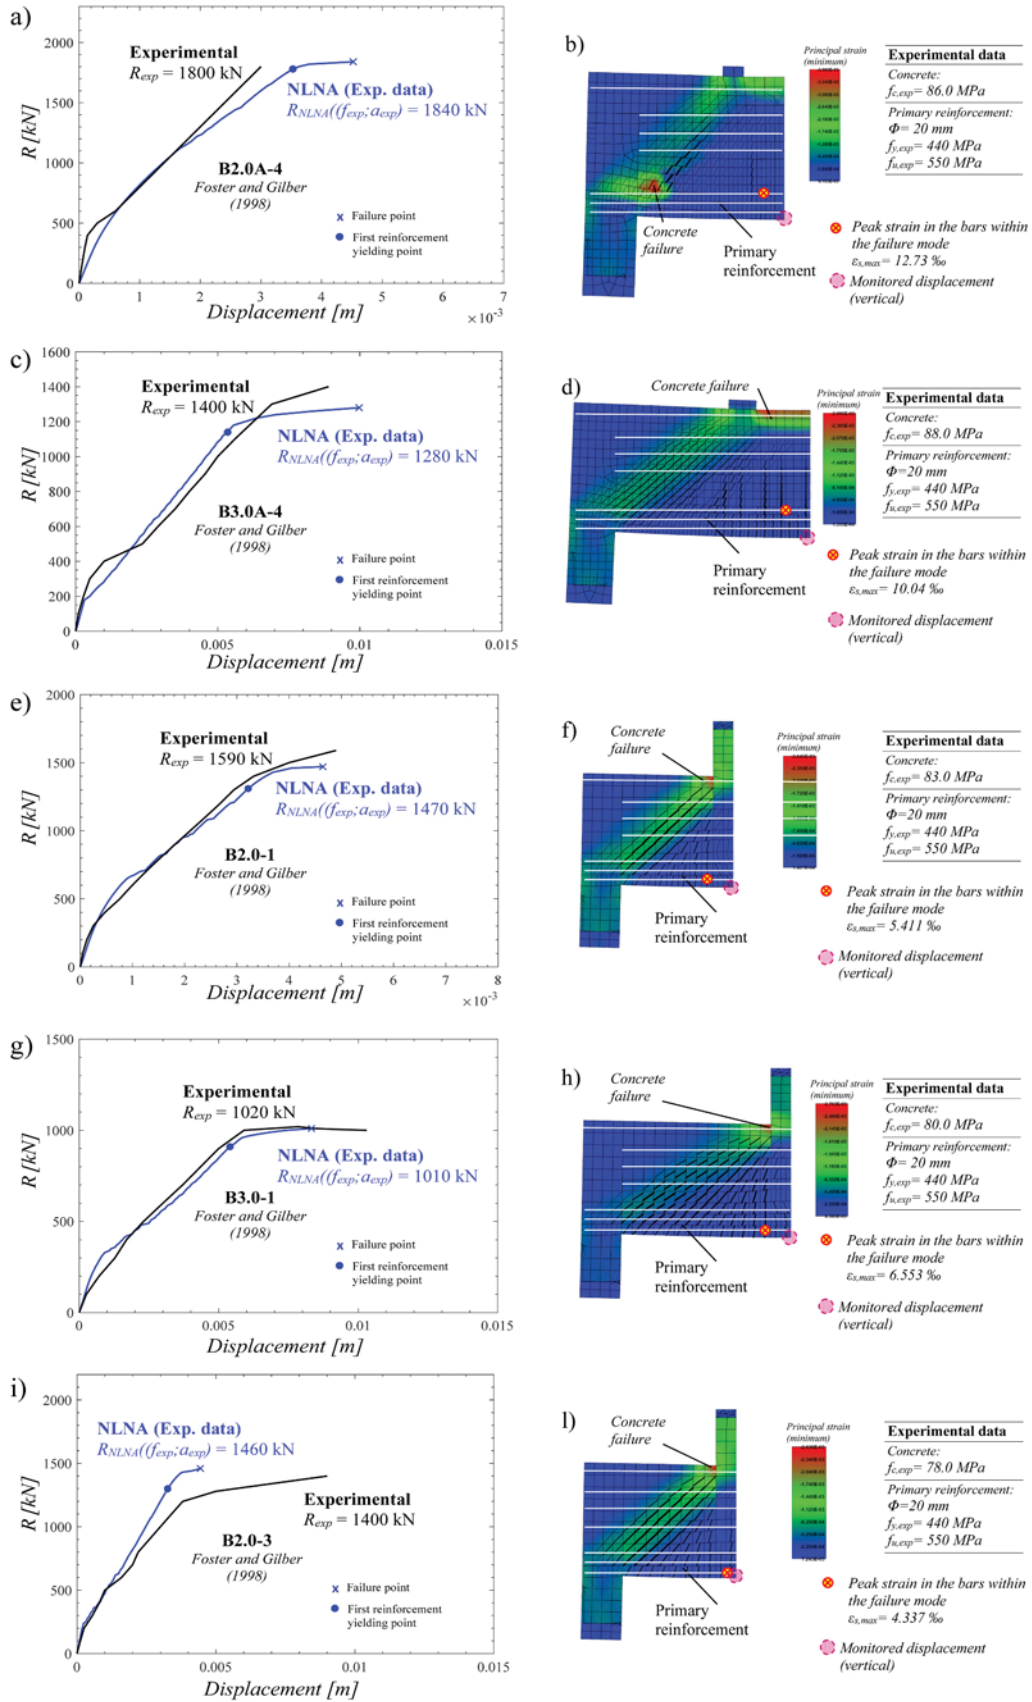 a)
2000
1500
1000
500
0
R [kN]
Experimental
Rexp = 1800 kN
NLNA (Exp. data)
RNLNA((fexp;aexp) = 1840 kN
B2.0A-4
Foster and Gilber
(1998)
Failure point
First reinforcement
yielding point
0 1 2 3 4 5 6 7
Displacement [m]
×10-3
b)
Principal strain
(minimum)
Concrete
failure
Primary
reinforcement
Experimental data
Concrete:
fc,exp= 86.0 MPa
Primary reinforcement:
Φ= 20 mm
fy,exp= 440 MPa
fu,exp= 550 MPa
Peak strain in the bars within
the failure mode
εs,max= 12.73 ‰
Monitored displacement
(vertical)
c)
1600
1400
1200
1000
800
600
400
200
0
R [kN]
Experimental
Rexp = 1400 kN
NLNA (Exp. data)
RNLNA((fexp;aexp) = 1280 kN
B3.0A-4
Foster and Gilber
(1998)
Failure point
First reinforcement
yielding point
0 0.005 0.01 0.015
Displacement [m]
d)
Concrete failure
Principal strain
(minimum)
Primary
reinforcement
Experimental data
Concrete:
fc,exp= 88.0 MPa
Primary reinforcement:
Φ=20 mm
fy,exp= 440 MPa
fu,exp= 550 MPa
Peak strain in the bars within
the failure mode
εs,max= 10.04 ‰
Monitored displacement
(vertical)
e)
2000
1500
1000
500
0
R [kN]
Experimental
Rexp = 1590 kN
NLNA (Exp. data)
RNLNA((fexp;aexp) = 1470 kN
B2.0-1
Foster and Gilber
(1998)
Failure point
First reinforcement
yielding point
0 1 2 3 4 5 6 7 8
Displacement [m]
×10-3
f)
Concrete
failure
Principal strain
(minimum)
Primary
reinforcement
Experimental data
Concrete:
fc,exp= 83.0 MPa
Primary reinforcement:
Φ=20 mm
fy,exp= 440 MPa
fu,exp= 550 MPa
Peak strain in the bars within
the failure mode
εs,max= 5.411 ‰
Monitored displacement
(vertical)
g)
1500
1000
500
0
R [kN]
Experimental
Rexp = 1020 kN
NLNA (Exp. data)
RNLNA((fexp;aexp) = 1010 kN
B3.0-1
Foster and Gilber
(1998)
Failure point
First reinforcement
yielding point
0 0.005 0.01 0.015
Displacement [m]
h)
Concrete
failure
Principal strain
(minimum)
Primary
reinforcement
Experimental data
Concrete:
fc,exp= 80.0 MPa
Primary reinforcement:
Φ= 20 mm
fy,exp= 440 MPa
fu,exp= 550 MPa
Peak strain in the bars within
the failure mode
εs,max= 6.553 ‰
Monitored displacement
(vertical)
i)
2000
1500
1000
500
0
R [kN]
NLNA (Exp. data)
RNLNA((fexp;aexp) = 1460 kN
Experimental
Rexp = 1400 kN
B2.0-3
Foster and Gilber
(1998)
Failure point
First reinforcement
yielding point
0 0.005 0.01 0.015
Displacement [m]
l)
Concrete
failure
Principal strain
(minimum)
Primary
reinforcement
Experimental data
Concrete:
fc,exp= 78.0 MPa
Primary reinforcement:
Φ=20 mm
fy,exp= 440 MPa
fu,exp= 550 MPa
Peak strain in the bars within
the failure mode
εs,max= 4.337 ‰
Monitored displacement
(vertical)